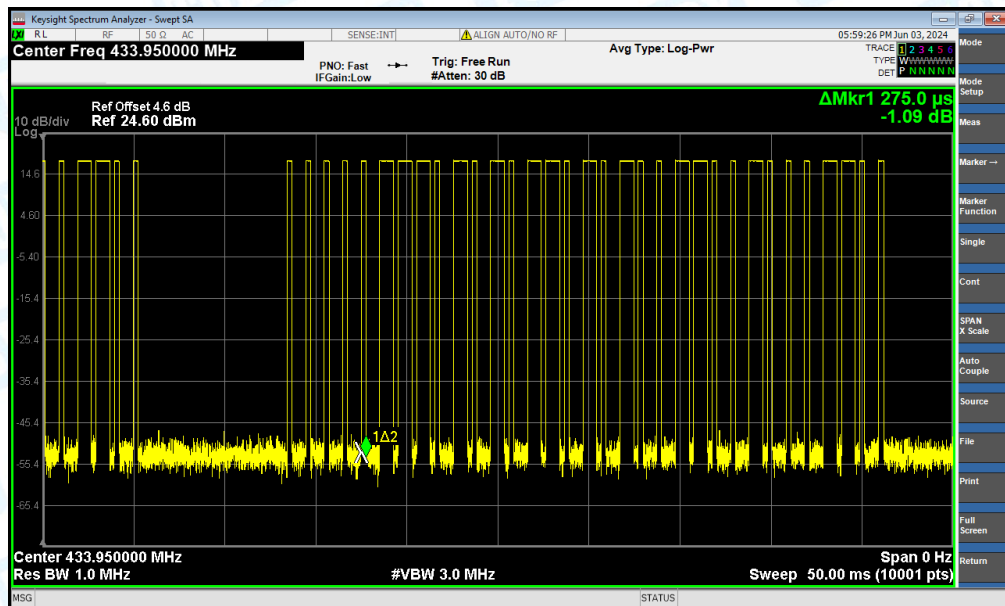 Keysight Spectrum Analyzer - Swept SA
LXI RL RF 50 Ω AC SENSE:INT ALIGN AUTO/NO RF 05:59:26 PM Jun 03, 2024
Center Freq 433.950000 MHz
PNO: Fast
IFGain:Low
Trig: Free Run
#Atten: 30 dB
Avg Type: Log-Pwr
TRACE 1 2 3 4 5 6
TYPE WWWWWW
DET P N N N N N
Ref Offset 4.6 dB
10 dB/div Ref 24.60 dBm
Log
ΔMkr1 275.0 µs
-1.09 dB
14.6
4.60
-5.40
-15.4
-25.4
-35.4
-45.4
-55.4
-65.4
1Δ2
Center 433.950000 MHz Span 0 Hz
Res BW 1.0 MHz #VBW 3.0 MHz Sweep 50.00 ms (10001 pts)
MSG STATUS
Mode
Mode
Setup
Meas
Marker →
Marker
Function
Single
Cont
SPAN
X Scale
Auto
Couple
Source
File
Print
Full
Screen
Return